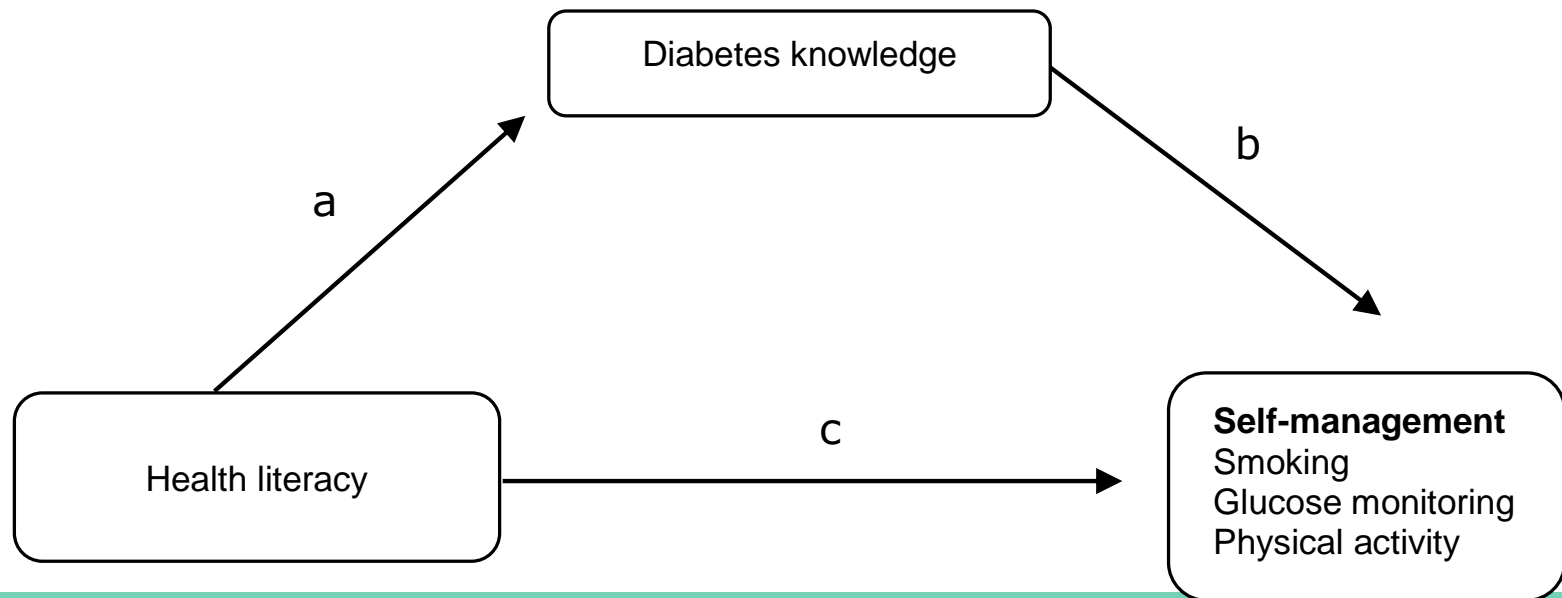 Diabetes knowledge
a
b
c
Health literacy
Self-management
Smoking
Glucose monitoring
Physical activity